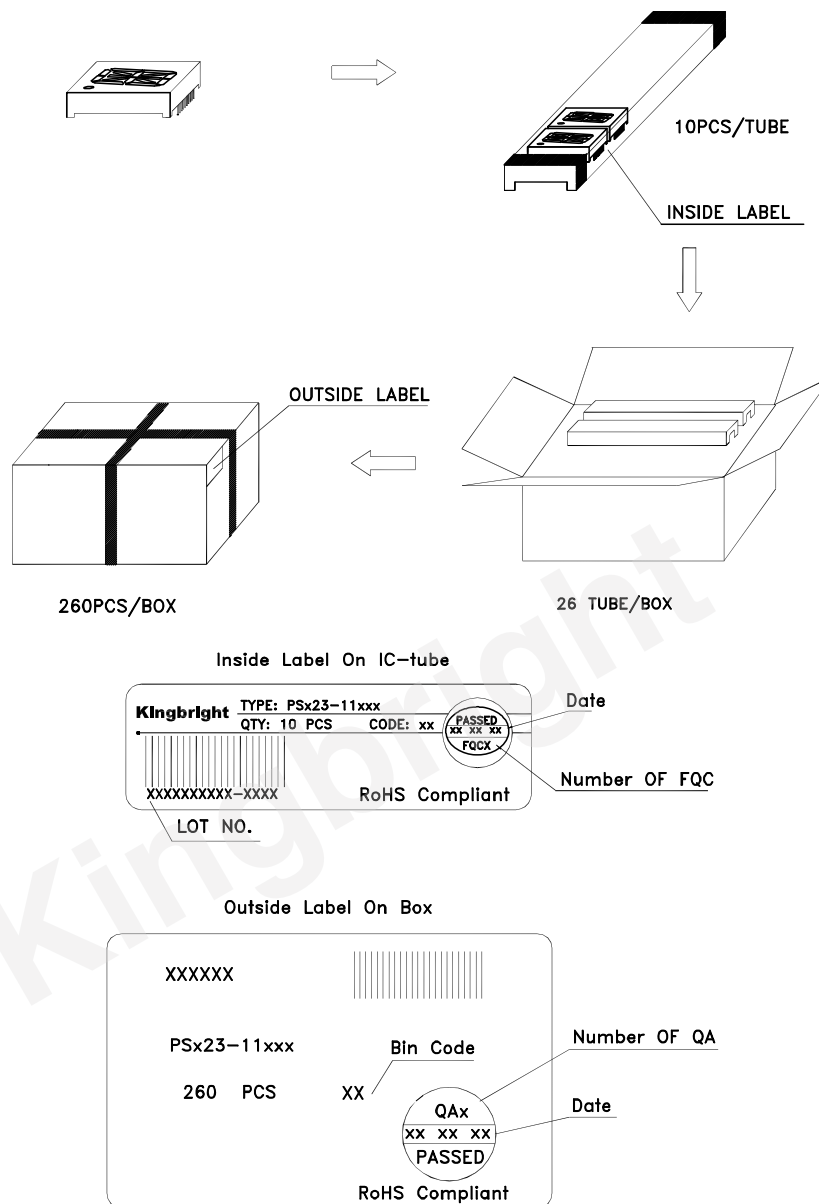 10PCS/TUBE
INSIDE LABEL
OUTSIDE LABEL
260PCS/BOX
26 TUBE/BOX
Inside Label On IC-tube
Kingbright
TYPE: PSx23-11xxx
QTY: 10 PCS CODE: xx
PASSED
xx xx xx
FQCX
Date
Number OF FQC
XXXXXXXXXX-XXXX
RoHS Compliant
LOT NO.
Outside Label On Box
XXXXXX
PSx23-11xxx
Bin Code
Number OF QA
260 PCS
XX
QAx
Date
XX XX XX
PASSED
RoHS Compliant
Kingbright